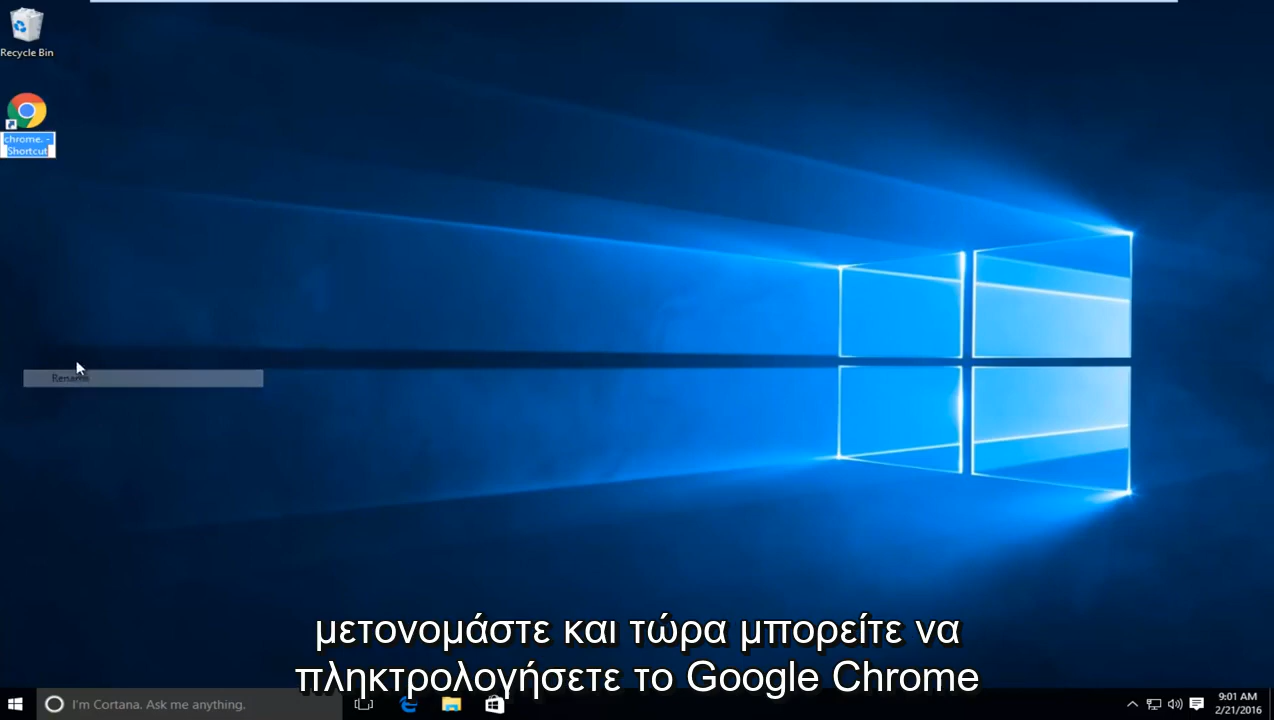 Recycle Bin
chrome. -
Shortcut
Rename
μετονομάστε και τώρα μπορείτε να
πληκτρολογήσετε το Google Chrome
I'm Cortana. Ask me anything.
9:01 AM
2/21/2016